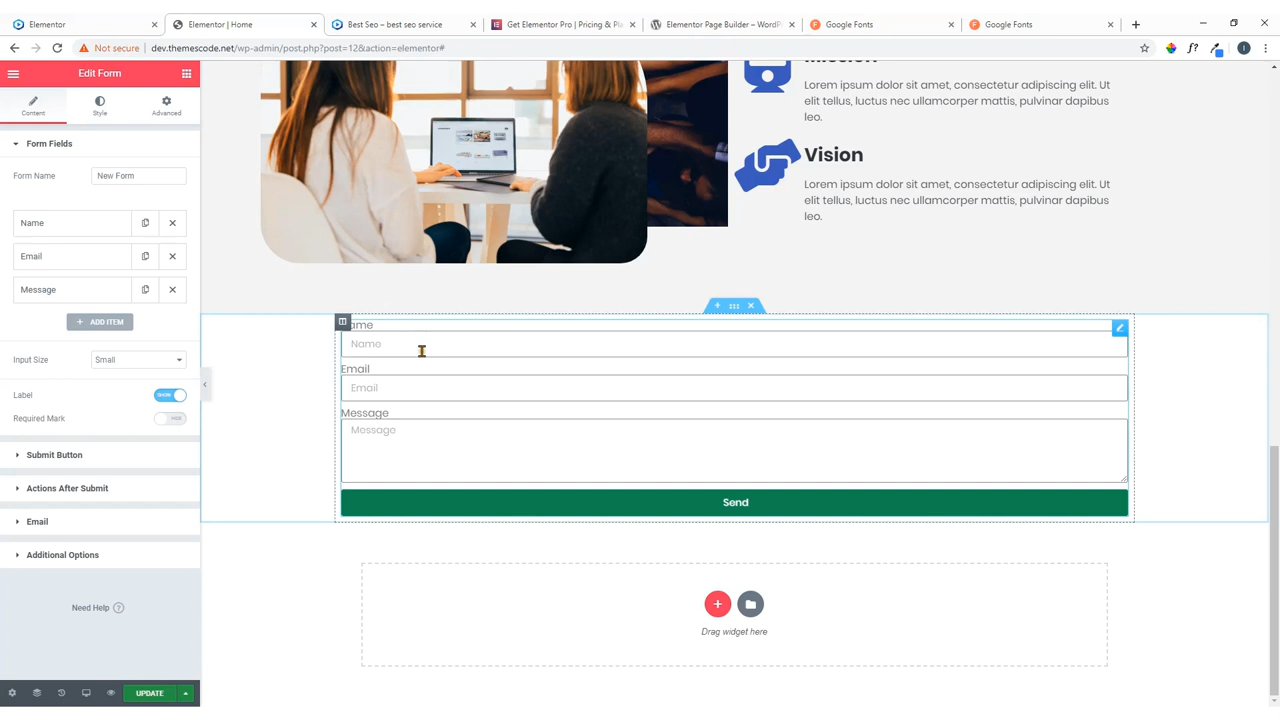 Elementor
Elementor | Home
Best Seo – best seo service
Get Elementor Pro | Pricing & Pl
Elementor Page Builder – WordP
Google Fonts
Google Fonts
Not secure
dev.themescode.net/wp-admin/post.php?post=12&action=elementor#
Edit Form
Content
Style
Advanced
Form Fields
Form Name
New Form
Name
Email
Message
ADD ITEM
Input Size
Small
Label
SHOW
Required Mark
HIDE
Submit Button
Actions After Submit
Email
Additional Options
Need Help
UPDATE
Mission
Lorem ipsum dolor sit amet, consectetur adipiscing elit. Ut
elit tellus, luctus nec ullamcorper mattis, pulvinar dapibus
leo.
Vision
Lorem ipsum dolor sit amet, consectetur adipiscing elit. Ut
elit tellus, luctus nec ullamcorper mattis, pulvinar dapibus
leo.
ame
Name
Email
Email
Message
Message
Send
Drag widget here